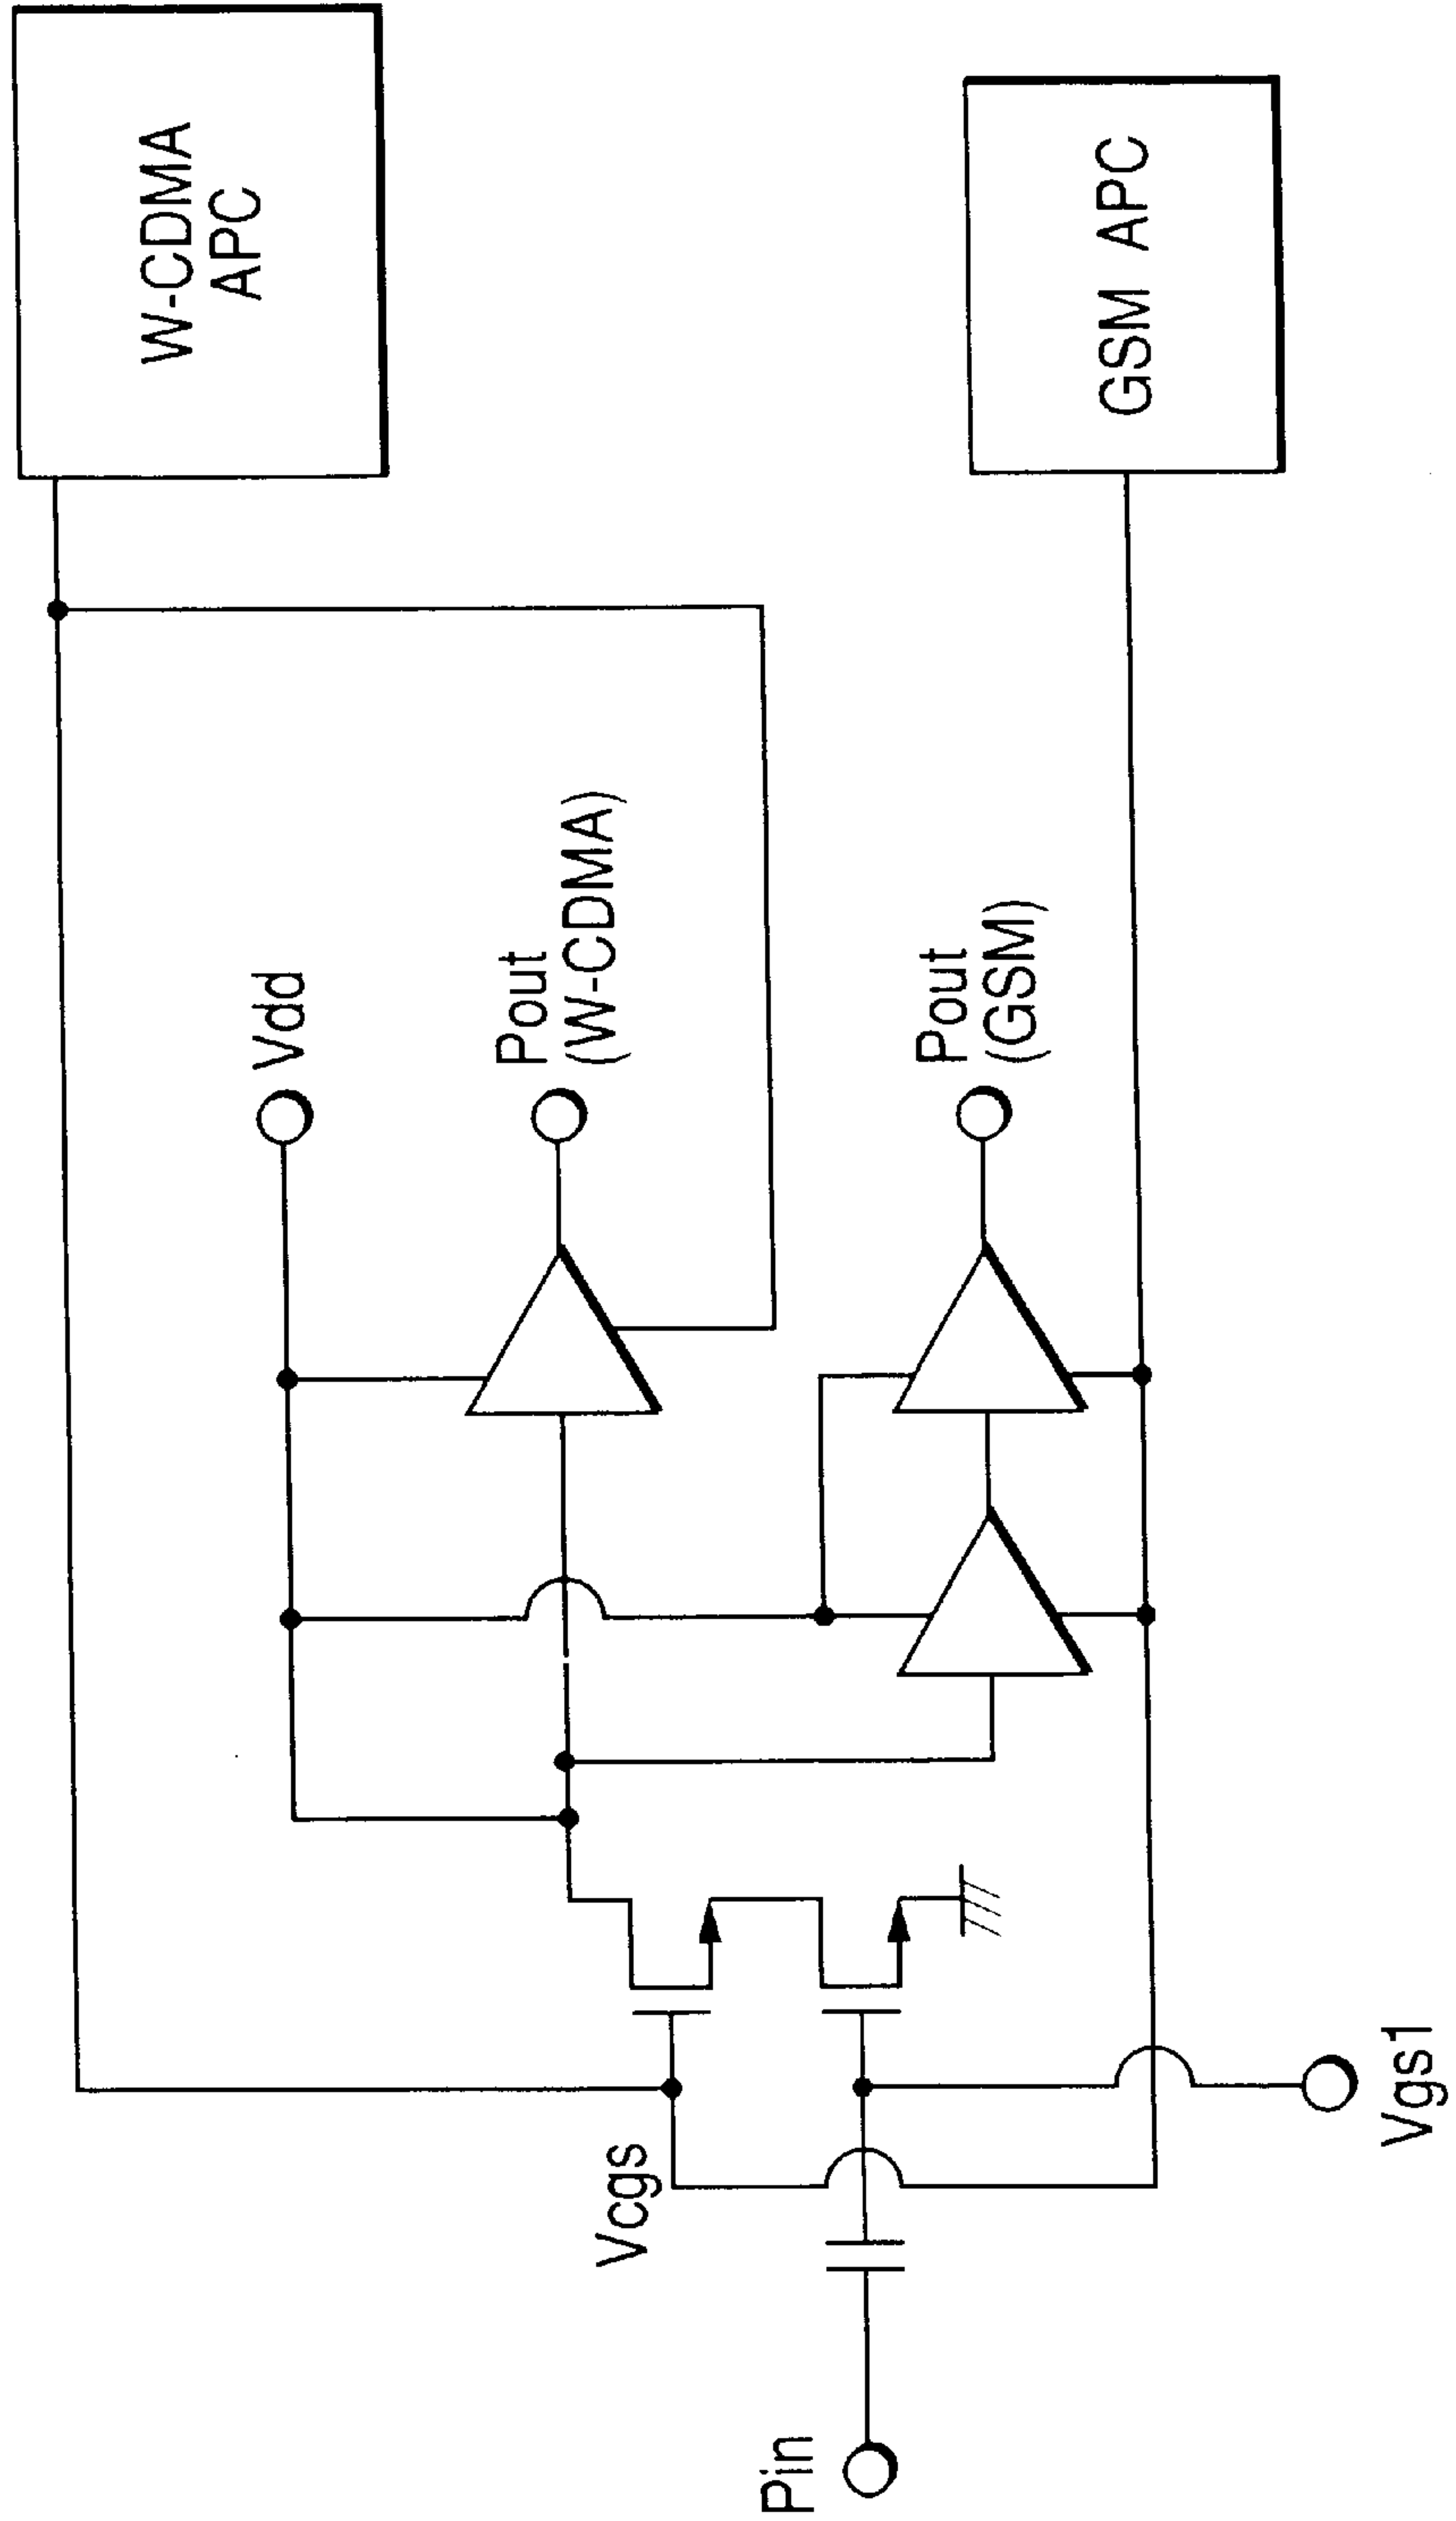 W-CDMA
APC
Vdd
Pout
(W-CDMA)
Vcgs
Pin
Pout
(GSM)
GSM APC
Vgs1